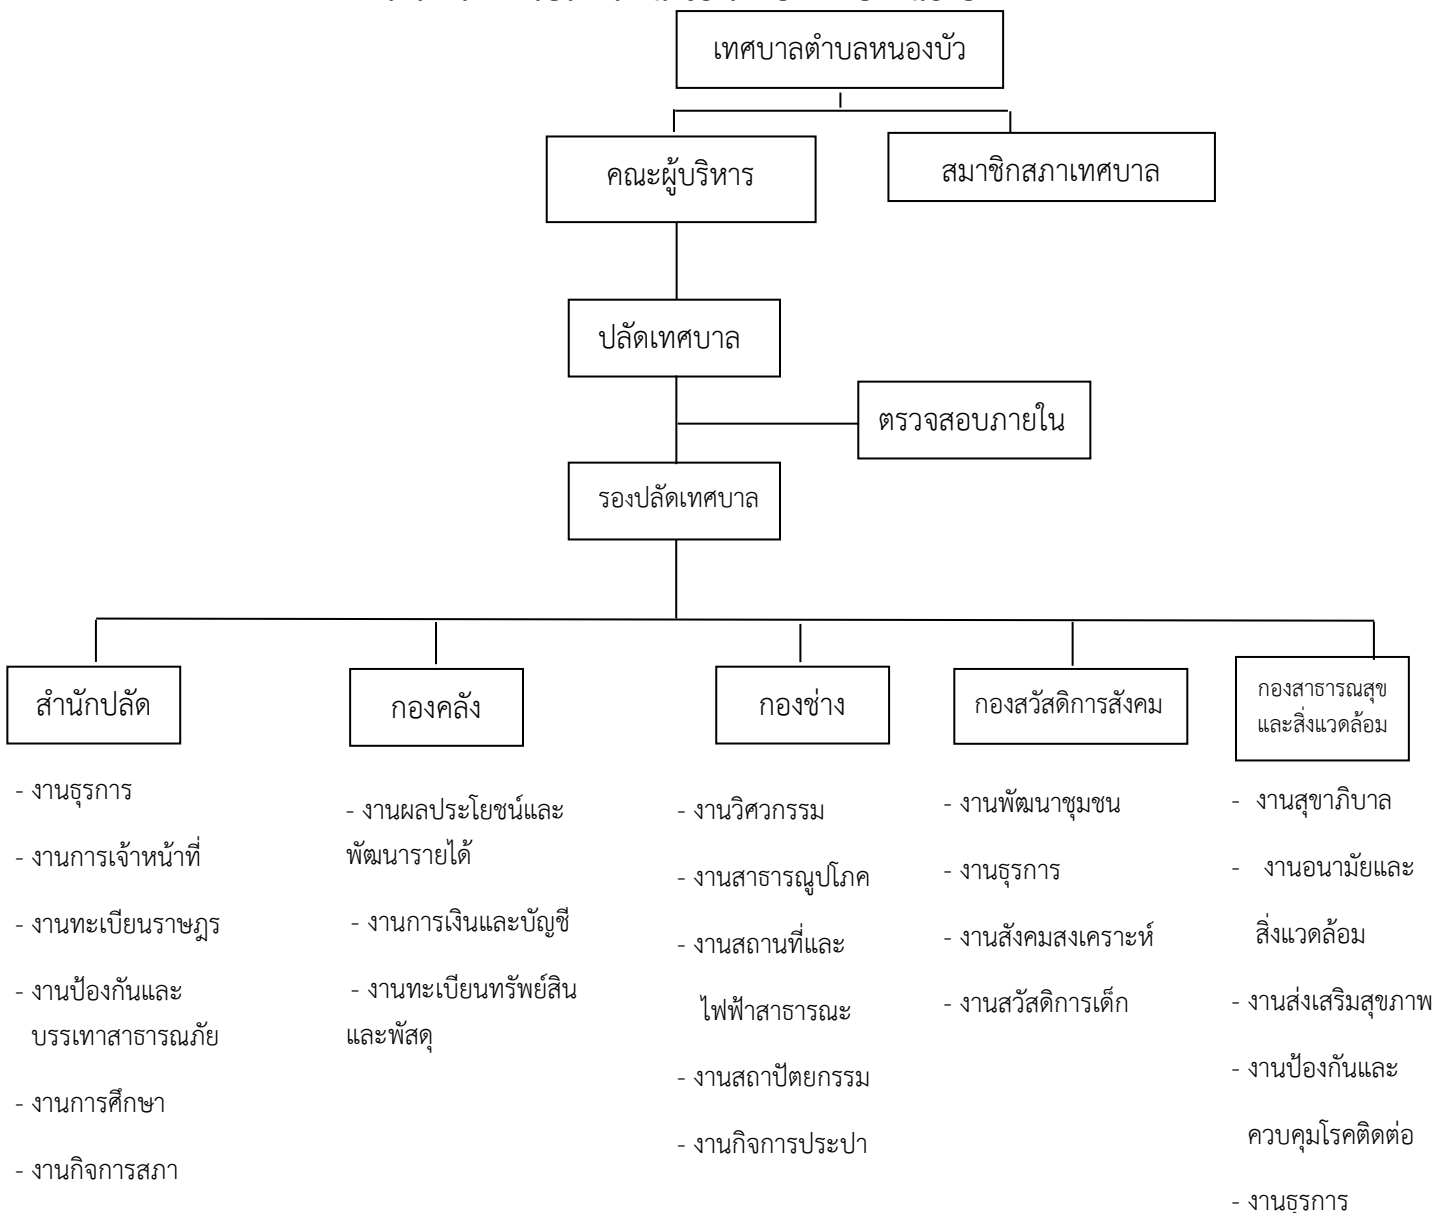 เทศบาลตำบลหนองบัว
คณะผู้บริหาร
สมาชิกสภาเทศบาล
ปลัดเทศบาล
ตรวจสอบภายใน
รองปลัดเทศบาล
สำนักปลัด
- งานธุรการ
- งานการเจ้าหน้าที่
- งานทะเบียนราษฎร
- งานป้องกันและ
บรรเทาสาธารณภัย
- งานการศึกษา
- งานกิจการสภา
กองคลัง
- งานผลประโยชน์และ
พัฒนารายได้
- งานการเงินและบัญชี
- งานทะเบียนทรัพย์สิน
และพัสดุ
กองช่าง
- งานวิศวกรรม
- งานสาธารณูปโภค
- งานสถานที่และ
ไฟฟ้าสาธารณะ
- งานสถาปัตยกรรม
- งานกิจการประปา
กองสวัสดิการสังคม
- งานพัฒนาชุมชน
- งานธุรการ
- งานสังคมสงเคราะห์
- งานสวัสดิการเด็ก
กองสาธารณสุข
และสิ่งแวดล้อม
- งานสุขาภิบาล
- งานอนามัยและ
สิ่งแวดล้อม
- งานส่งเสริมสุขภาพ
- งานป้องกันและ
ควบคุมโรคติดต่อ
- งานธุรการ